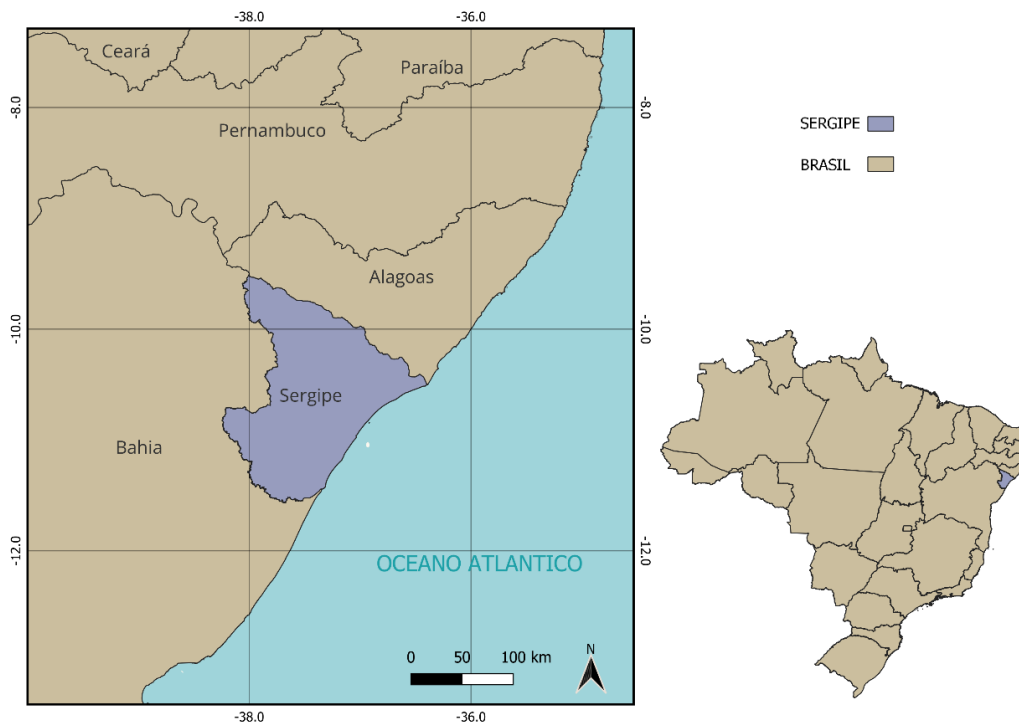 -38.0
-36.0
Ceará
Paraíba
-8.0
-8.0
Pernambuco
SERGIPE
BRASIL
Alagoas
-10.0
-10.0
Sergipe
Bahia
-12.0
-12.0
OCEANO ATLANTICO
N
0 50 100 km
-38.0
-36.0